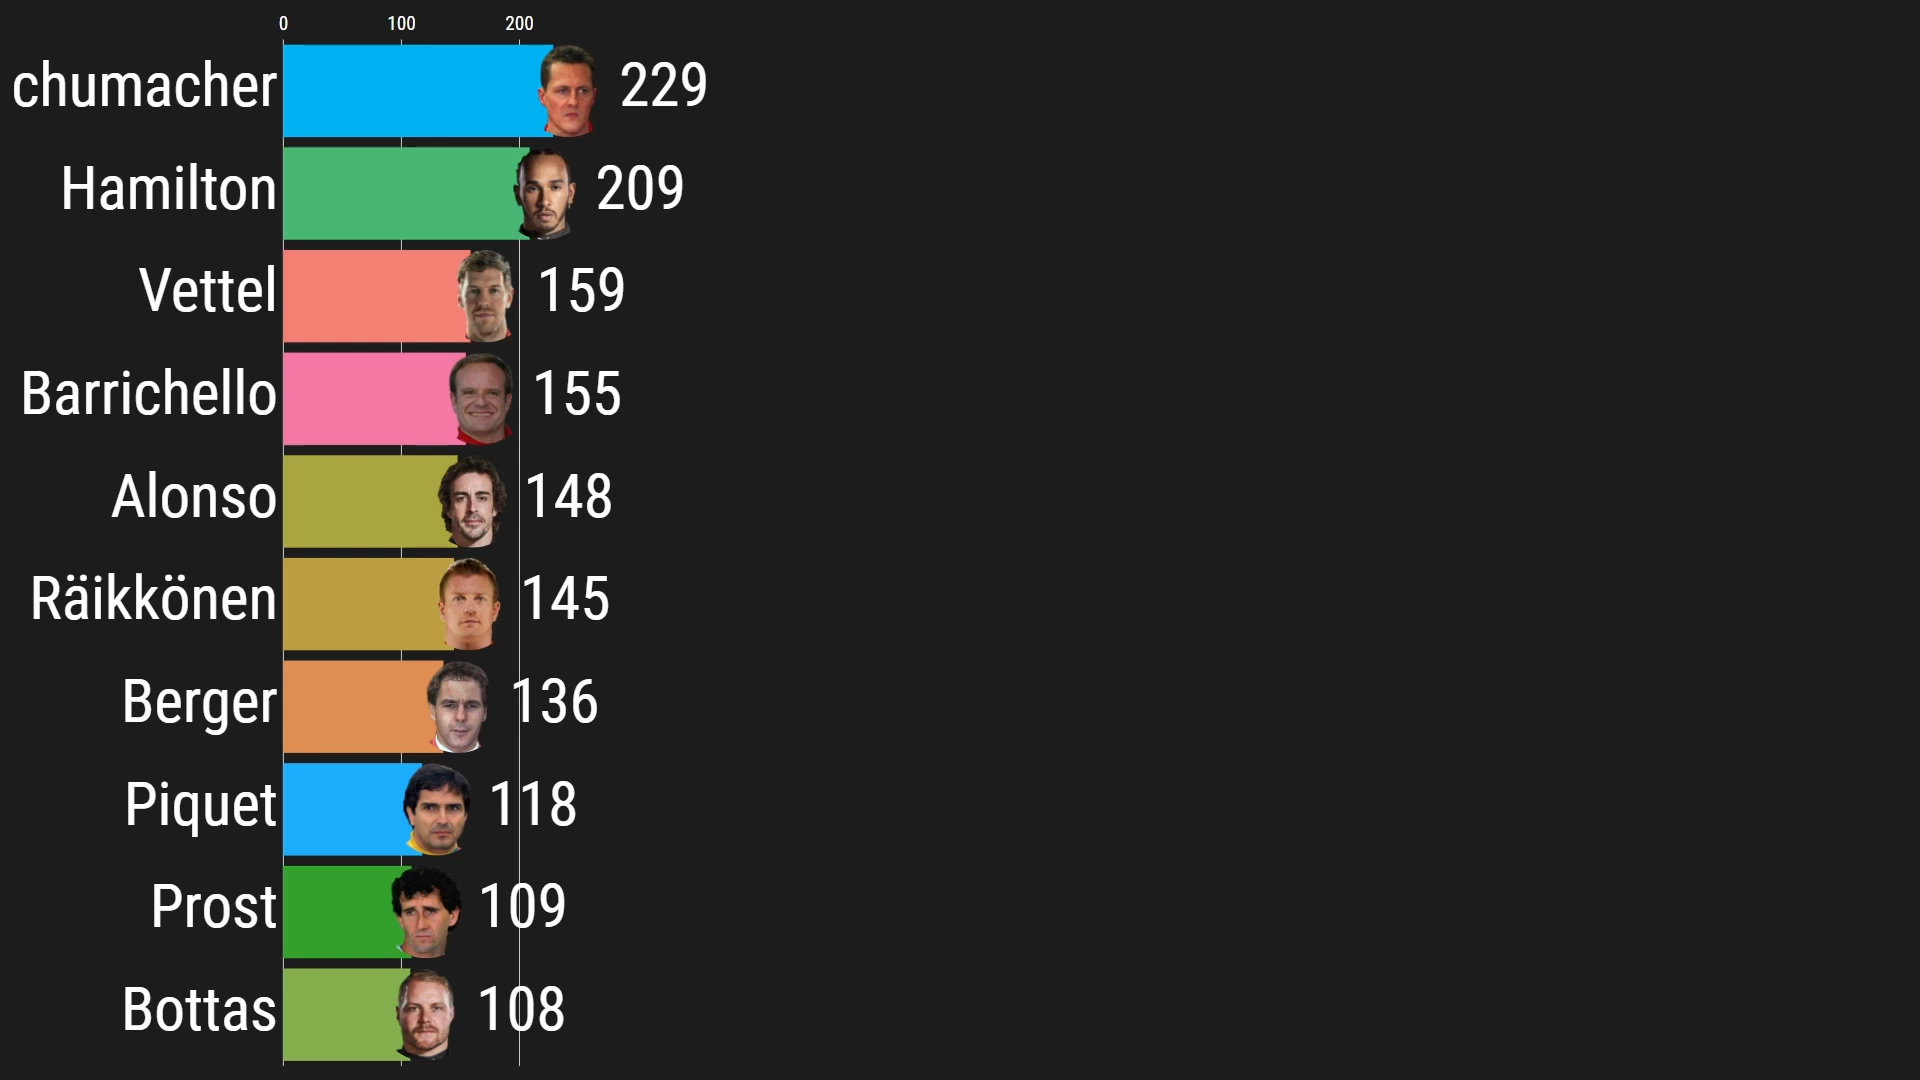 0 100 200
chumacher 229
Hamilton 209
Vettel 159
Barrichello 155
Alonso 148
Räikkönen 145
Berger 136
Piquet 118
Prost 109
Bottas 108